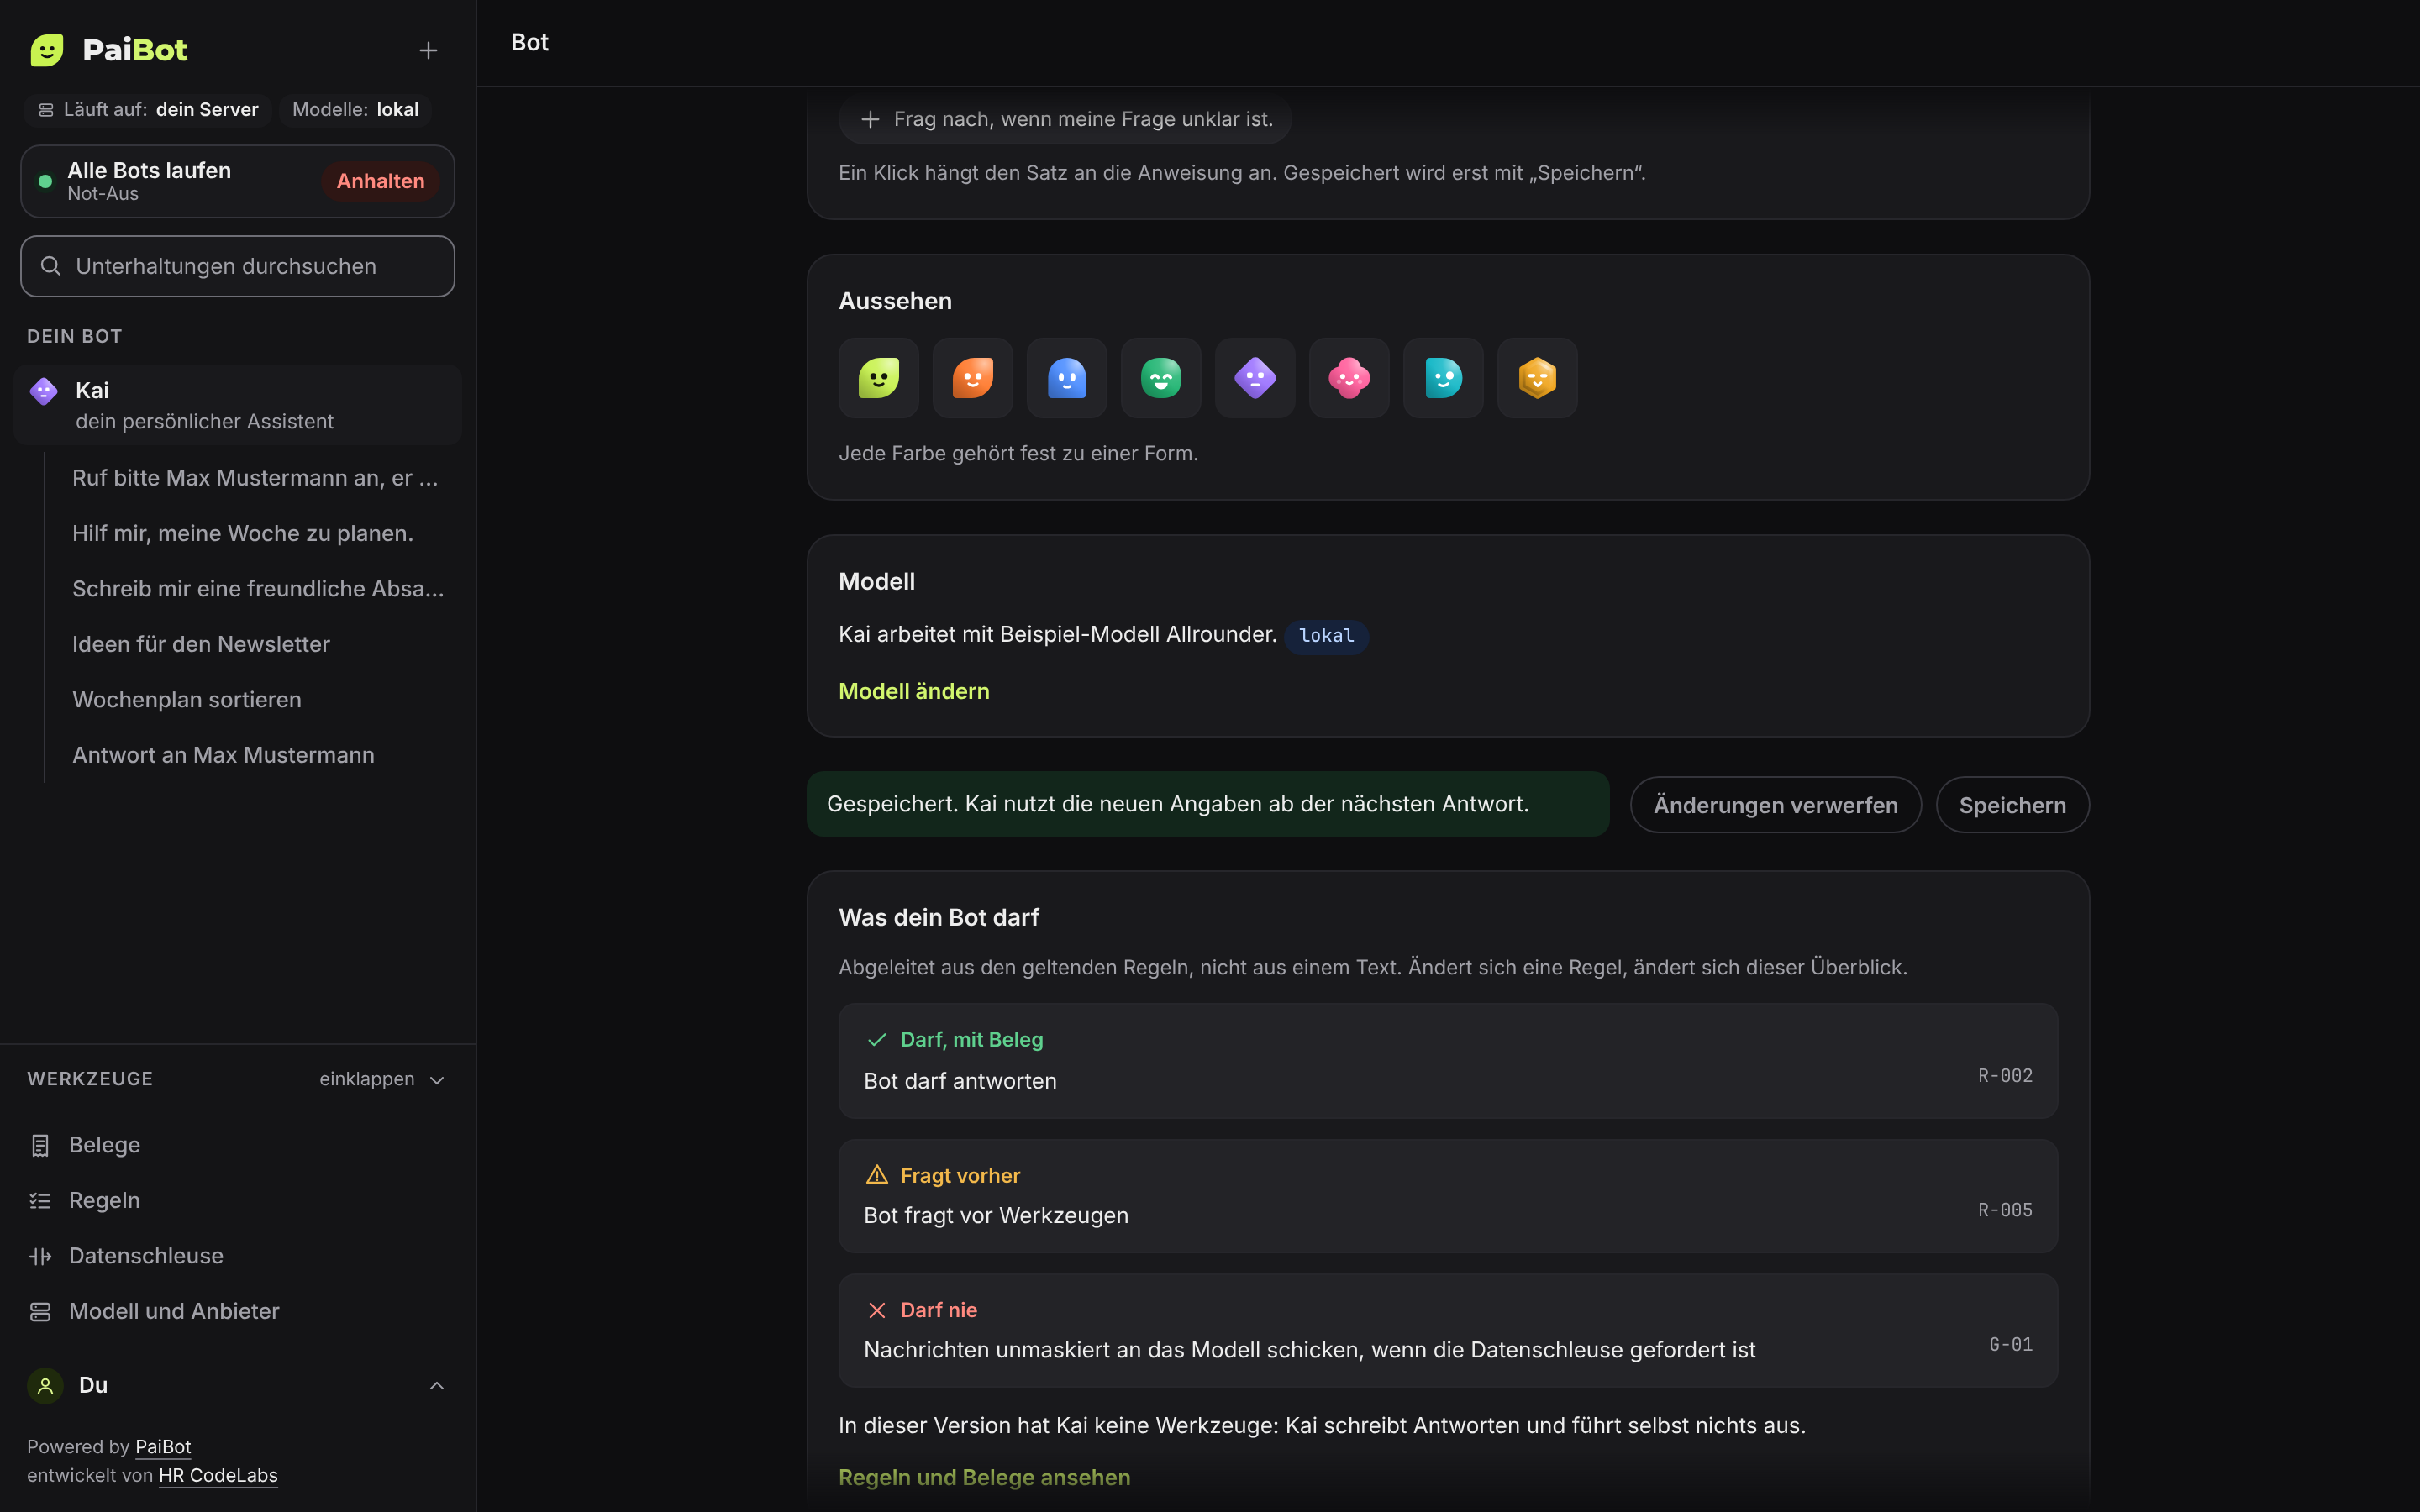 PaiBot
Läuft auf: dein Server
Modelle: lokal
Alle Bots laufen
Not-Aus
Anhalten
Unterhaltungen durchsuchen
DEIN BOT
Kai
dein persönlicher Assistent
Ruf bitte Max Mustermann an, er ...
Hilf mir, meine Woche zu planen.
Schreib mir eine freundliche Absa...
Ideen für den Newsletter
Wochenplan sortieren
Antwort an Max Mustermann
WERKZEUGE
einklappen
Belege
Regeln
Datenschleuse
Modell und Anbieter
Du
Powered by PaiBot
entwickelt von HR CodeLabs
Bot
Frag nach, wenn meine Frage unklar ist.
Ein Klick hängt den Satz an die Anweisung an. Gespeichert wird erst mit „Speichern“.
Aussehen
Jede Farbe gehört fest zu einer Form.
Modell
Kai arbeitet mit Beispiel-Modell Allrounder. lokal
Modell ändern
Gespeichert. Kai nutzt die neuen Angaben ab der nächsten Antwort.
Änderungen verwerfen
Speichern
Was dein Bot darf
Abgeleitet aus den geltenden Regeln, nicht aus einem Text. Ändert sich eine Regel, ändert sich dieser Überblick.
Darf, mit Beleg
Bot darf antworten
R-002
Fragt vorher
Bot fragt vor Werkzeugen
R-005
Darf nie
Nachrichten unmaskiert an das Modell schicken, wenn die Datenschleuse gefordert ist
G-01
In dieser Version hat Kai keine Werkzeuge: Kai schreibt Antworten und führt selbst nichts aus.
Regeln und Belege ansehen